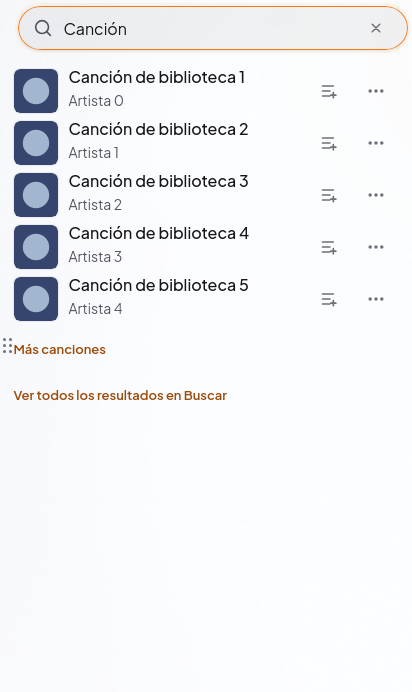 Canción
Canción de biblioteca 1
Artista 0
Canción de biblioteca 2
Artista 1
Canción de biblioteca 3
Artista 2
Canción de biblioteca 4
Artista 3
Canción de biblioteca 5
Artista 4
Más canciones
Ver todos los resultados en Buscar